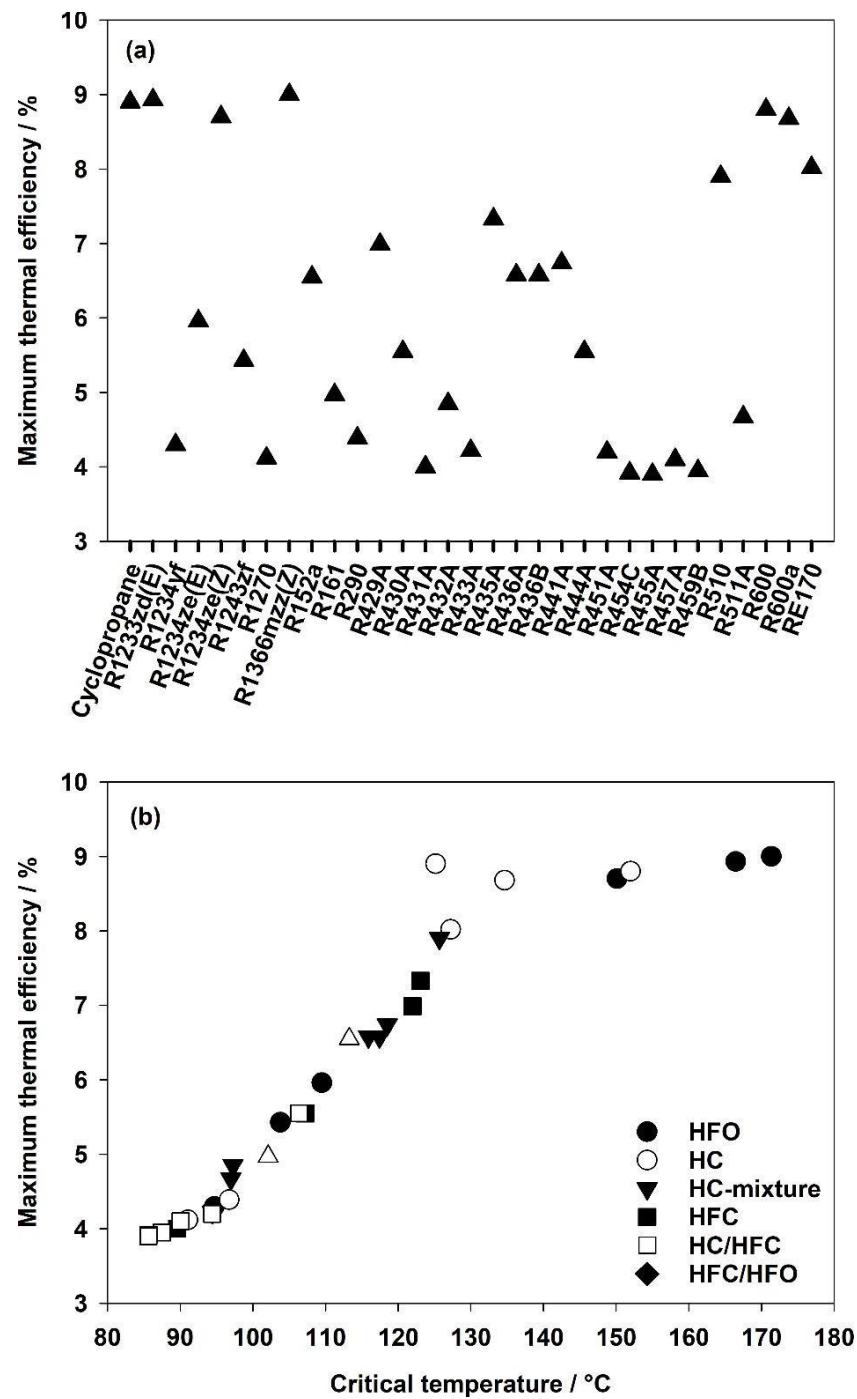 (a)
Maximum thermal efficiency / %
10
9
8
7
6
5
4
3
Cyclopropane
R1233zd(E)
R1234yf
R1234ze(E)
R1234ze(Z)
R1243zf
R1270
R1366mzz(Z)
R152a
R161
R290
R429A
R430A
R431A
R432A
R433A
R435A
R436A
R436B
R441A
R444A
R451A
R454C
R455A
R457A
R459B
R510
R511A
R600
R600a
RE170
(b)
Maximum thermal efficiency / %
10
9
8
7
6
5
4
3
HFO
HC
HC-mixture
HFC
HC/HFC
HFC/HFO
80 90 100 110 120 130 140 150 160 170 180
Critical temperature / °C